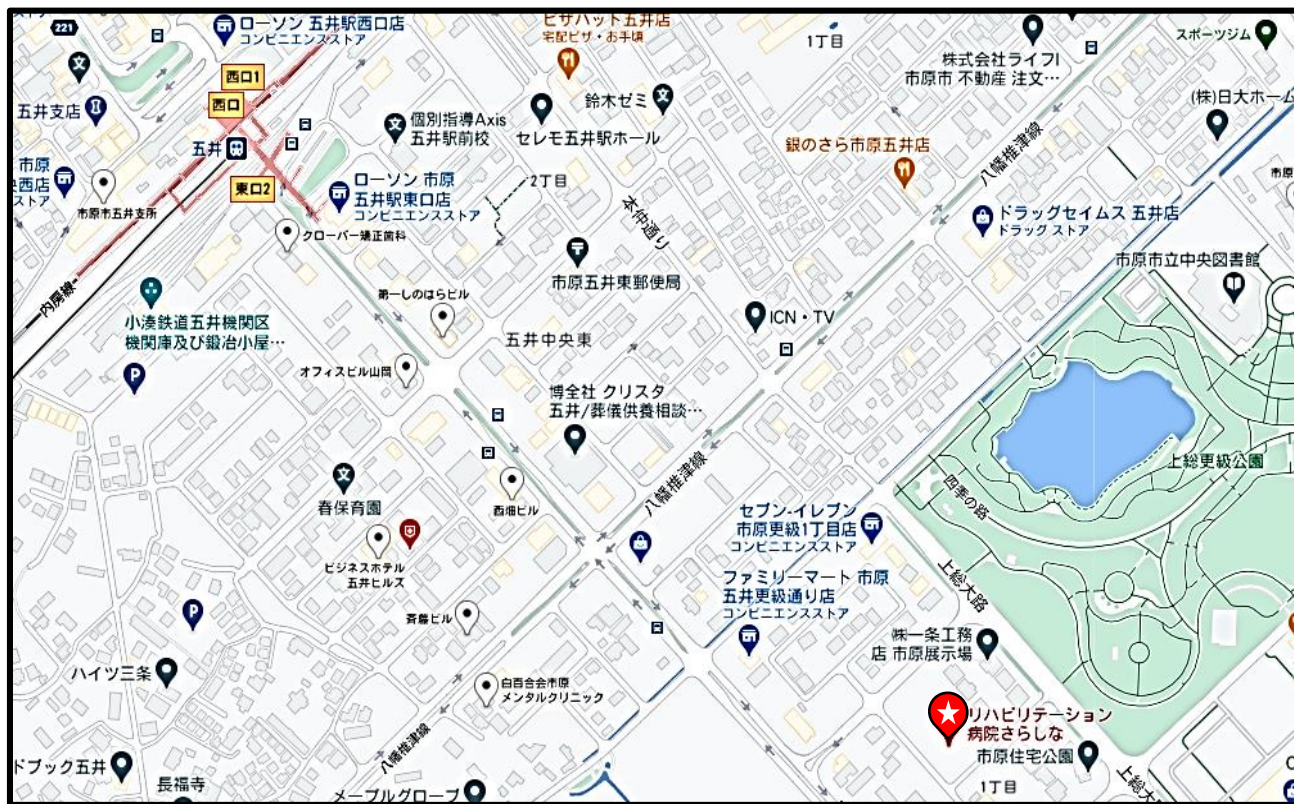 ローソン 五井駅西口店
コンビニエンスストア
ピザハット五井店
宅配ピザ・お手頃
1丁目
株式会社ライフI
市原市 不動産 注文…
スポーツジム
221
西口1
西口
五井支店
五井
東口2
個別指導Axis
五井駅前校
セレモ五井駅ホール
鈴木ゼミ
(株)日大ホーム
銀のさら市原五井店
八幡椎津線
市原
央西店
ストア
市原市五井支所
ローソン 市原
五井駅東口店
コンビニエンスストア
2丁目
本仲通り
ドラッグセイムス 五井店
ドラッグ ストア
市原
クローバー矯正歯科
市原五井東郵便局
市原市立中央図書館
内房線
小湊鉄道五井機関区
機関庫及び鍛冶小屋…
第一しのはらビル
五井中央東
ICN・TV
P
オフィスビル山岡
博全社 クリスタ
五井/葬儀供養相談…
八幡椎津線
上総更級公園
四季の路
春保育園
西畑ビル
セブン-イレブン
市原更級1丁目店
コンビニエンスストア
ビジネスホテル
五井ヒルズ
ファミリーマート 市原
五井更級通り店
コンビニエンスストア
上総大路
P
斉藤ビル
㈱一条工務
店 市原展示場
ハイツ三条
白百合会市原
メンタルクリニック
リハビリテーション
病院さらしな
八幡椎津線
市原住宅公園
ドブック五井
長福寺
メープルグローブ
1丁目
上総大